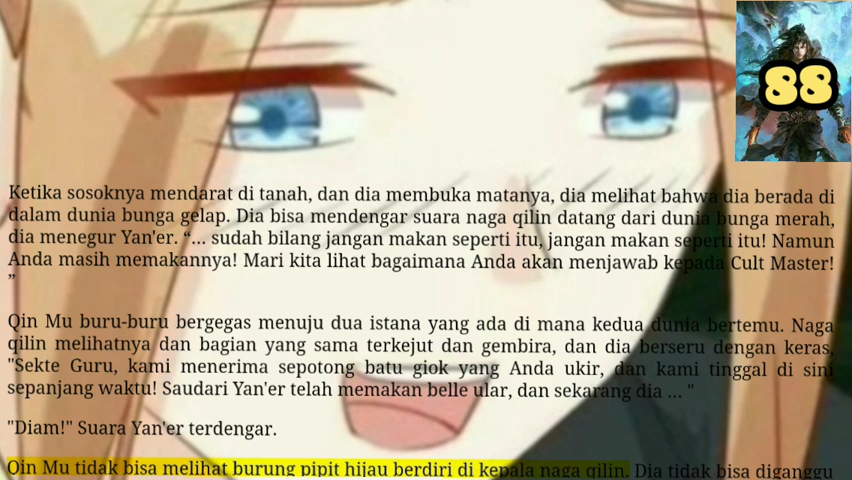 88
Ketika sosoknya mendarat di tanah, dan dia membuka matanya, dia melihat bahwa dia berada di
dalam dunia bunga gelap. Dia bisa mendengar suara naga qilin datang dari dunia bunga merah,
dia menegur Yan'er. “... sudah bilang jangan makan seperti itu, jangan makan seperti itu! Namun
Anda masih memakannya! Mari kita lihat bagaimana Anda akan menjawab kepada Cult Master!
”
Qin Mu buru-buru bergegas menuju dua istana yang ada di mana kedua dunia bertemu. Naga
qilin melihatnya dan bagian yang sama terkejut dan gembira, dan dia berseru dengan keras,
"Sekte Guru, kami menerima sepotong batu giok yang Anda ukir, dan kami tinggal di sini
sepanjang waktu! Saudari Yan'er telah memakan belle ular, dan sekarang dia ... "
"Diam!" Suara Yan'er terdengar.
Qin Mu tidak bisa melihat burung pipit hijau berdiri di kepala naga qilin. Dia tidak bisa diganggu